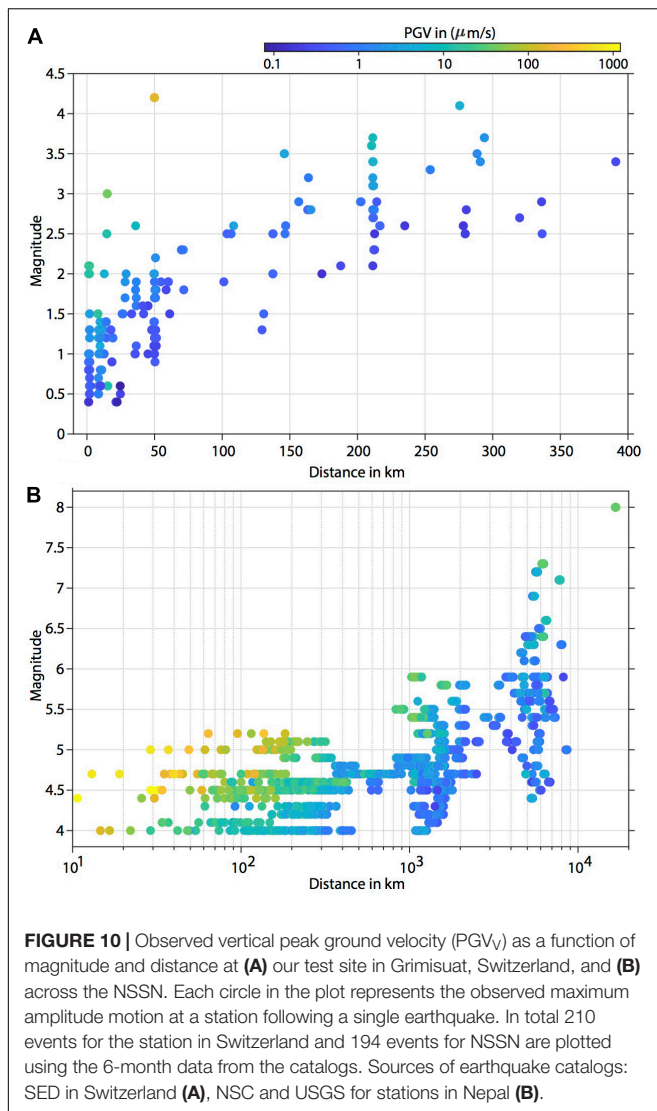 A
PGV in (μm/s)
0.1 1 10 100 1000
4.5
4
3.5
3
2.5
2
1.5
1
0.5
0
Magnitude
0 50 100 150 200 250 300 350 400
Distance in km
B
8
7.5
7
6.5
6
5.5
5
4.5
4
Magnitude
10¹ 10² 10³ 10⁴
Distance in km
FIGURE 10 | Observed vertical peak ground velocity (PGVV) as a function of
magnitude and distance at (A) our test site in Grimisuat, Switzerland, and (B)
across the NSSN. Each circle in the plot represents the observed maximum
amplitude motion at a station following a single earthquake. In total 210
events for the station in Switzerland and 194 events for NSSN are plotted
using the 6-month data from the catalogs. Sources of earthquake catalogs:
SED in Switzerland (A), NSC and USGS for stations in Nepal (B).